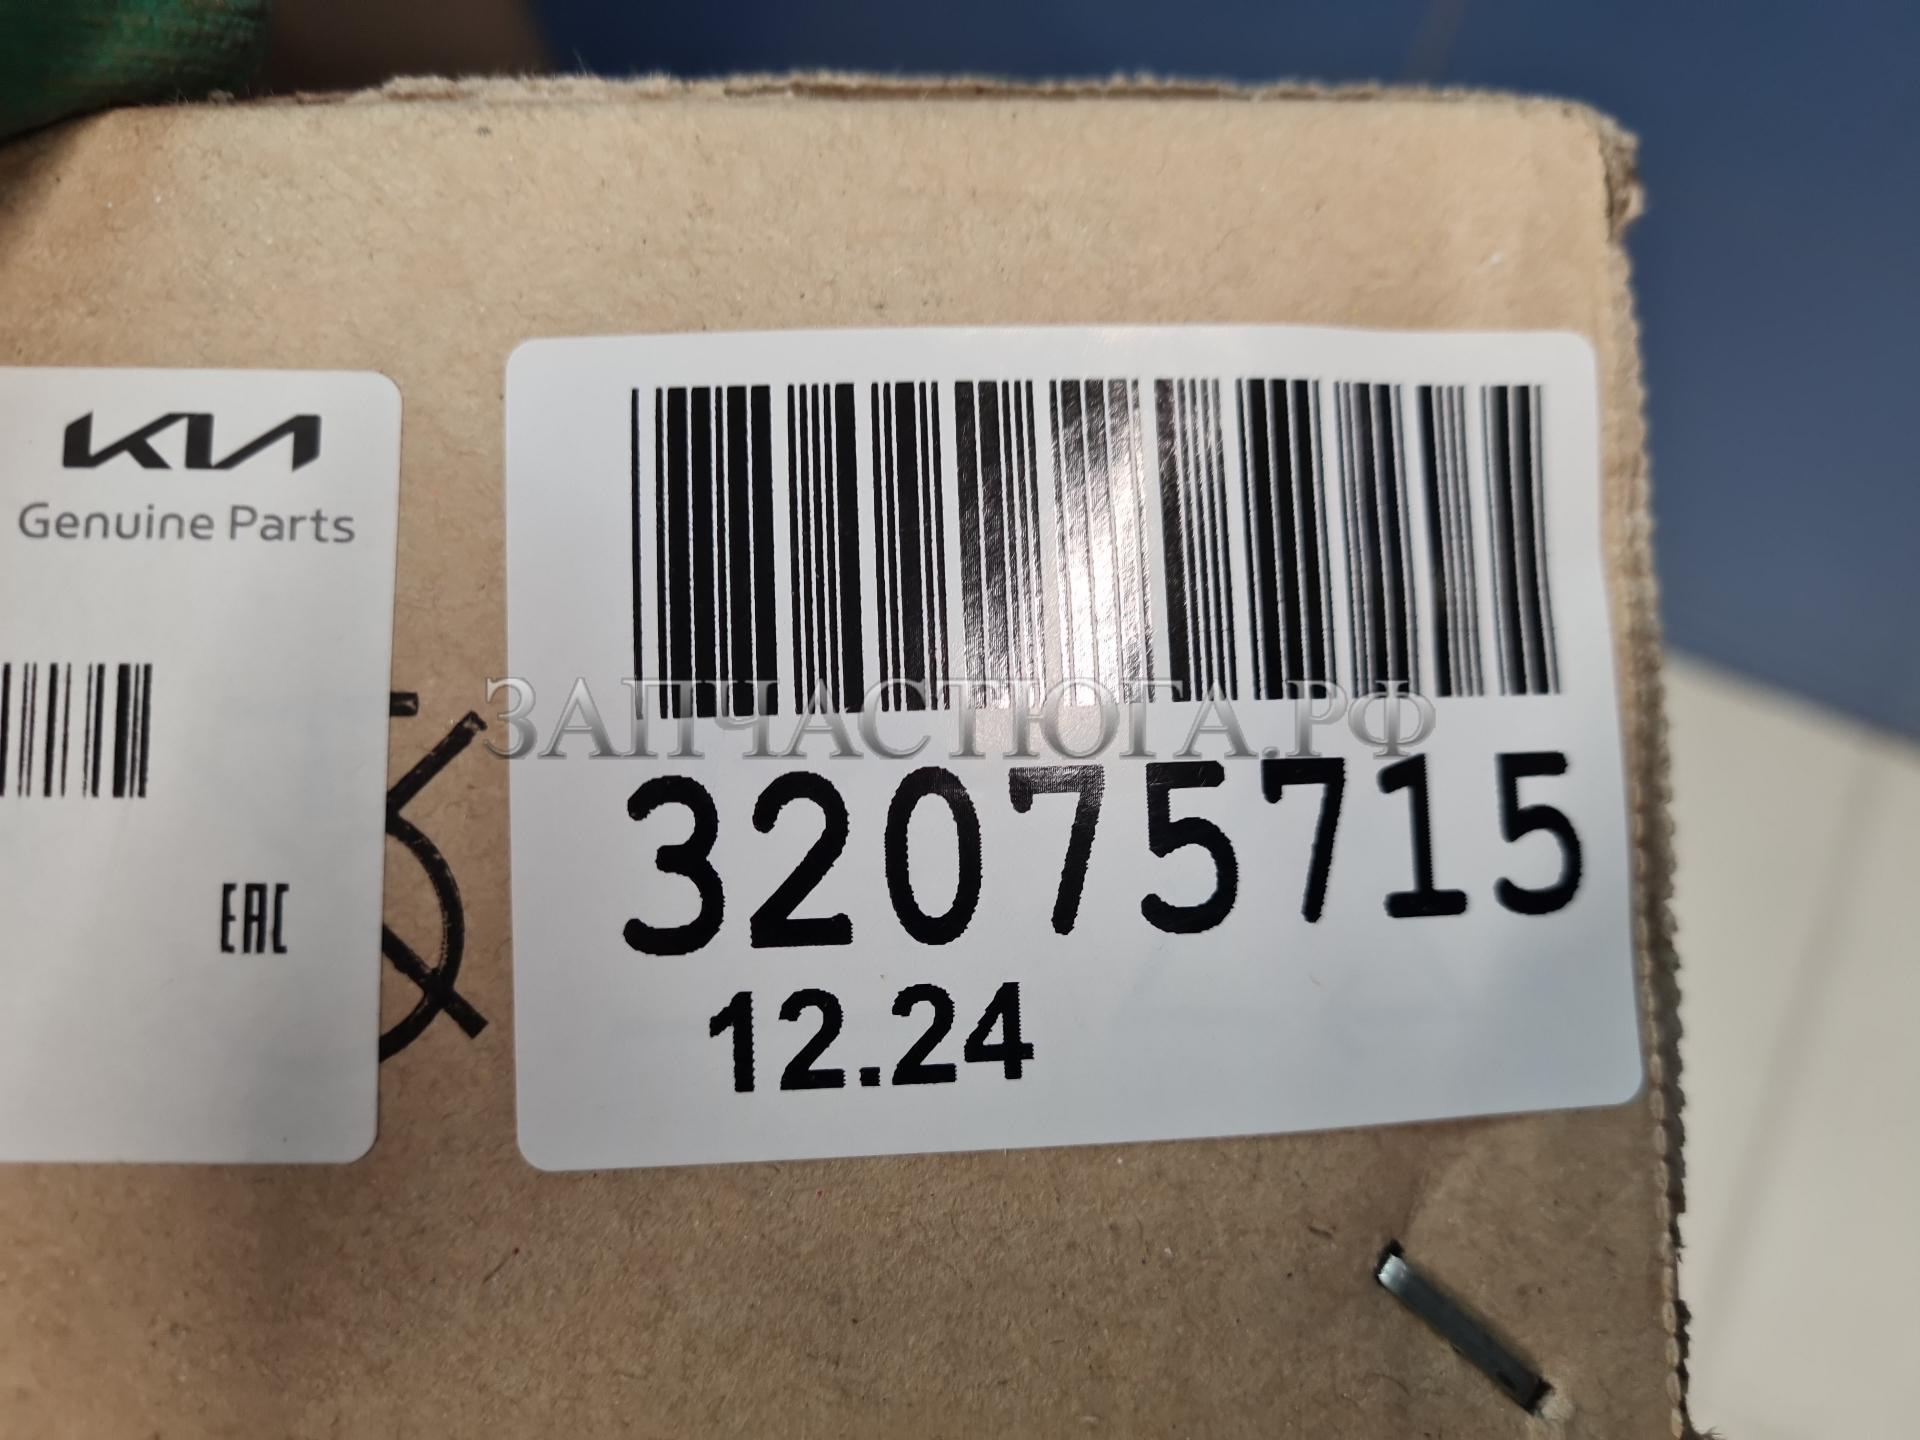 KIA
Genuine Parts
EAC
ЗАПЧАСТЮГА.РФ
32075715
12.24